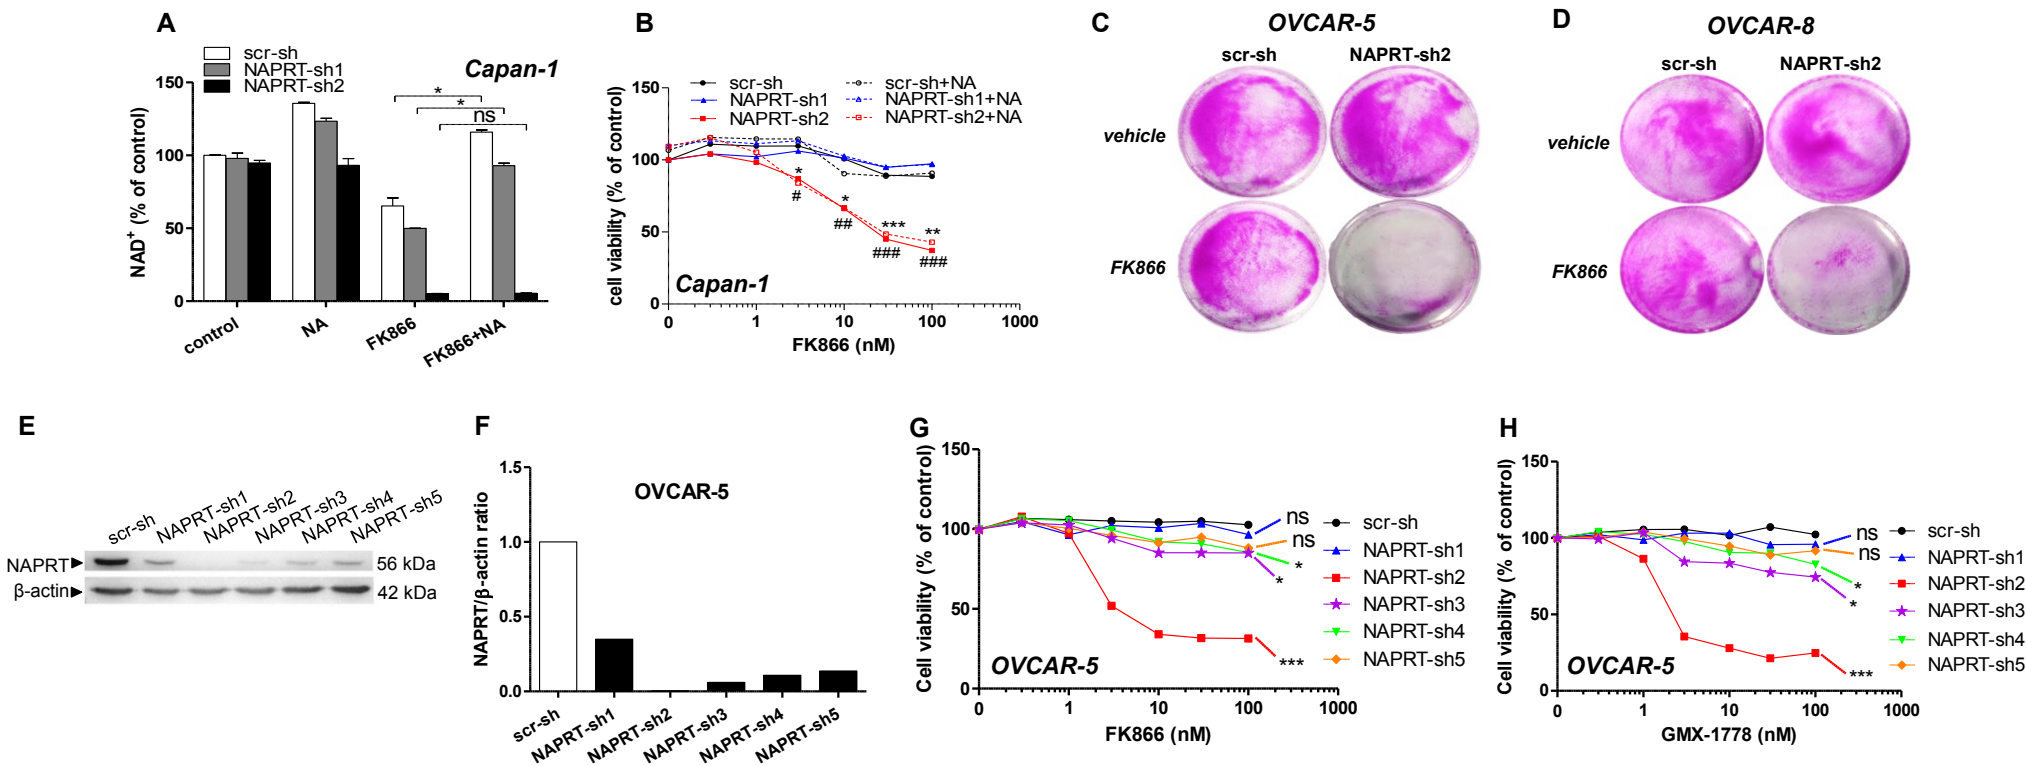 A
scr-sh
NAPRT-sh1
NAPRT-sh2
Capan-1
NAD+ (% of control)
150
100
50
0
* * ns
control NA FK866 FK866+NA
B
scr-sh
NAPRT-sh1
NAPRT-sh2
scr-sh+NA
NAPRT-sh1+NA
NAPRT-sh2+NA
cell viability (% of control)
150
100
50
0
* * *** **
# ## ### ###
Capan-1
0 1 10 100 1000
FK866 (nM)
C
OVCAR-5
scr-sh NAPRT-sh2
vehicle
FK866
D
OVCAR-8
scr-sh NAPRT-sh2
vehicle
FK866
E
scr-sh NAPRT-sh1 NAPRT-sh2 NAPRT-sh3 NAPRT-sh4 NAPRT-sh5
NAPRT 56 kDa
β-actin 42 kDa
F
OVCAR-5
NAPRT/β-actin ratio
1.5
1.0
0.5
0.0
scr-sh NAPRT-sh1 NAPRT-sh2 NAPRT-sh3 NAPRT-sh4 NAPRT-sh5
G
Cell viability (% of control)
150
100
50
0
ns
ns
*
*
***
scr-sh
NAPRT-sh1
NAPRT-sh2
NAPRT-sh3
NAPRT-sh4
NAPRT-sh5
OVCAR-5
0 1 10 100 1000
FK866 (nM)
H
Cell viability (% of control)
150
100
50
0
ns
ns
*
*
***
scr-sh
NAPRT-sh1
NAPRT-sh2
NAPRT-sh3
NAPRT-sh4
NAPRT-sh5
OVCAR-5
0 1 10 100 1000
GMX-1778 (nM)